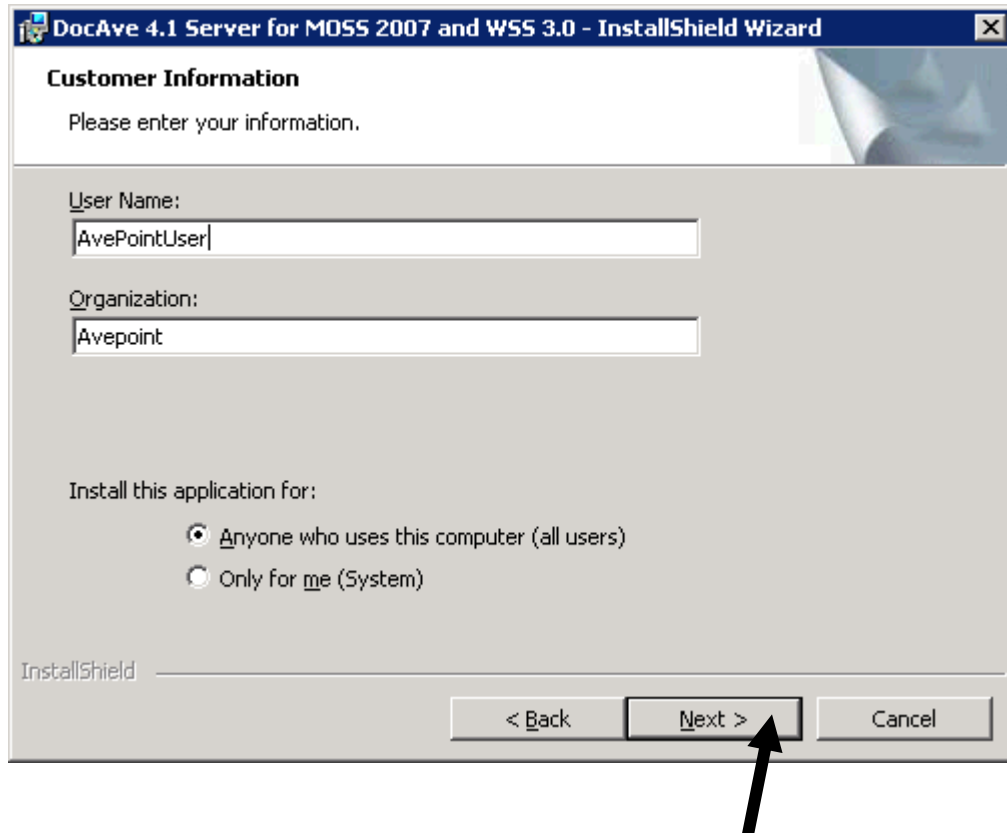 DocAve 4.1 Server for MOSS 2007 and WSS 3.0 - InstallShield Wizard
Customer Information
Please enter your information.
User Name:
AvePointUser
Organization:
Avepoint
Install this application for:
Anyone who uses this computer (all users)
Only for me (System)
InstallShield
< Back Next > Cancel